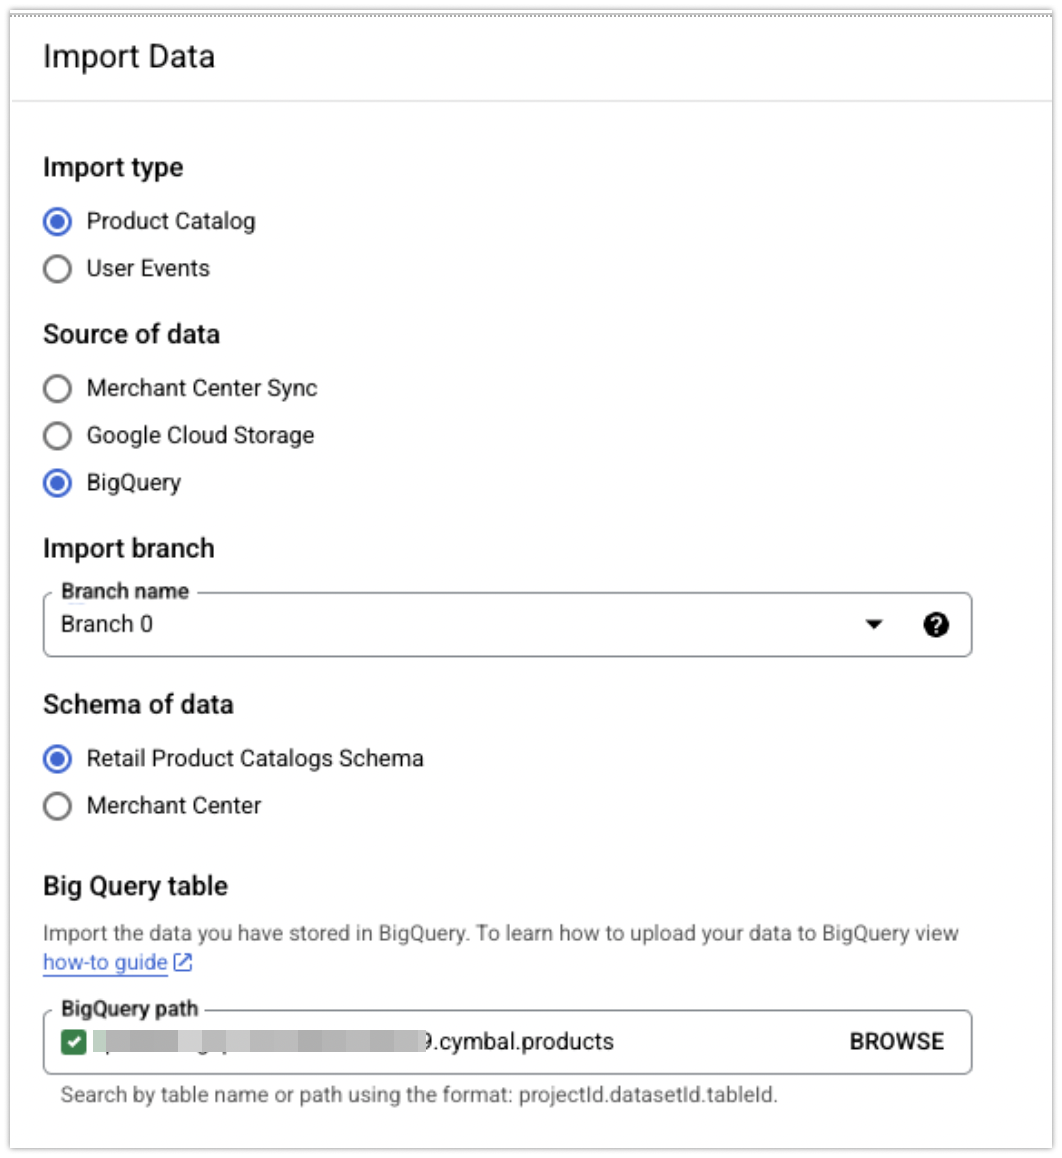 Import Data
Import type
Product Catalog
User Events
Source of data
Merchant Center Sync
Google Cloud Storage
BigQuery
Import branch
Branch name
Branch 0
Schema of data
Retail Product Catalogs Schema
Merchant Center
Big Query table
Import the data you have stored in BigQuery. To learn how to upload your data to BigQuery view
how-to guide
BigQuery path
9.cymbal.products BROWSE
Search by table name or path using the format: projectId.datasetId.tableId.